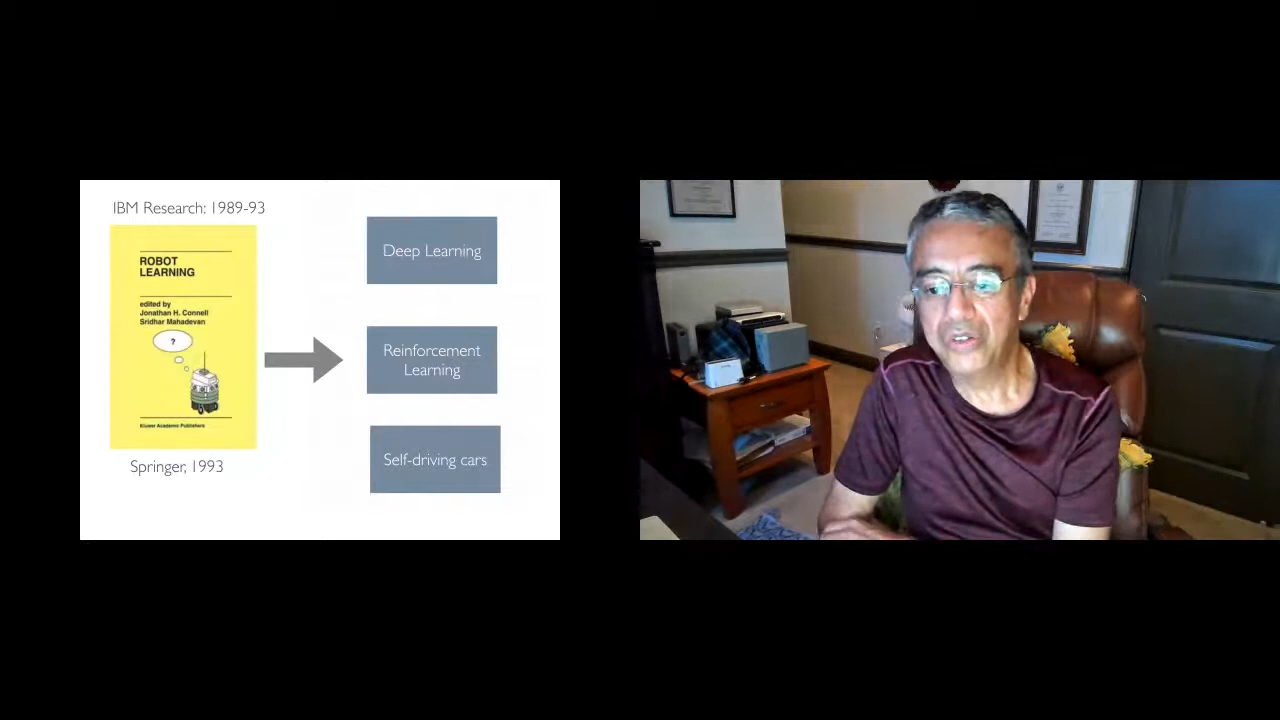 IBM Research: 1989-93
ROBOT
LEARNING
edited by
Jonathan H. Connell
Sridhar Mahadevan
?
Kluwer Academic Publishers
Springer, 1993
Deep Learning
Reinforcement
Learning
Self-driving cars